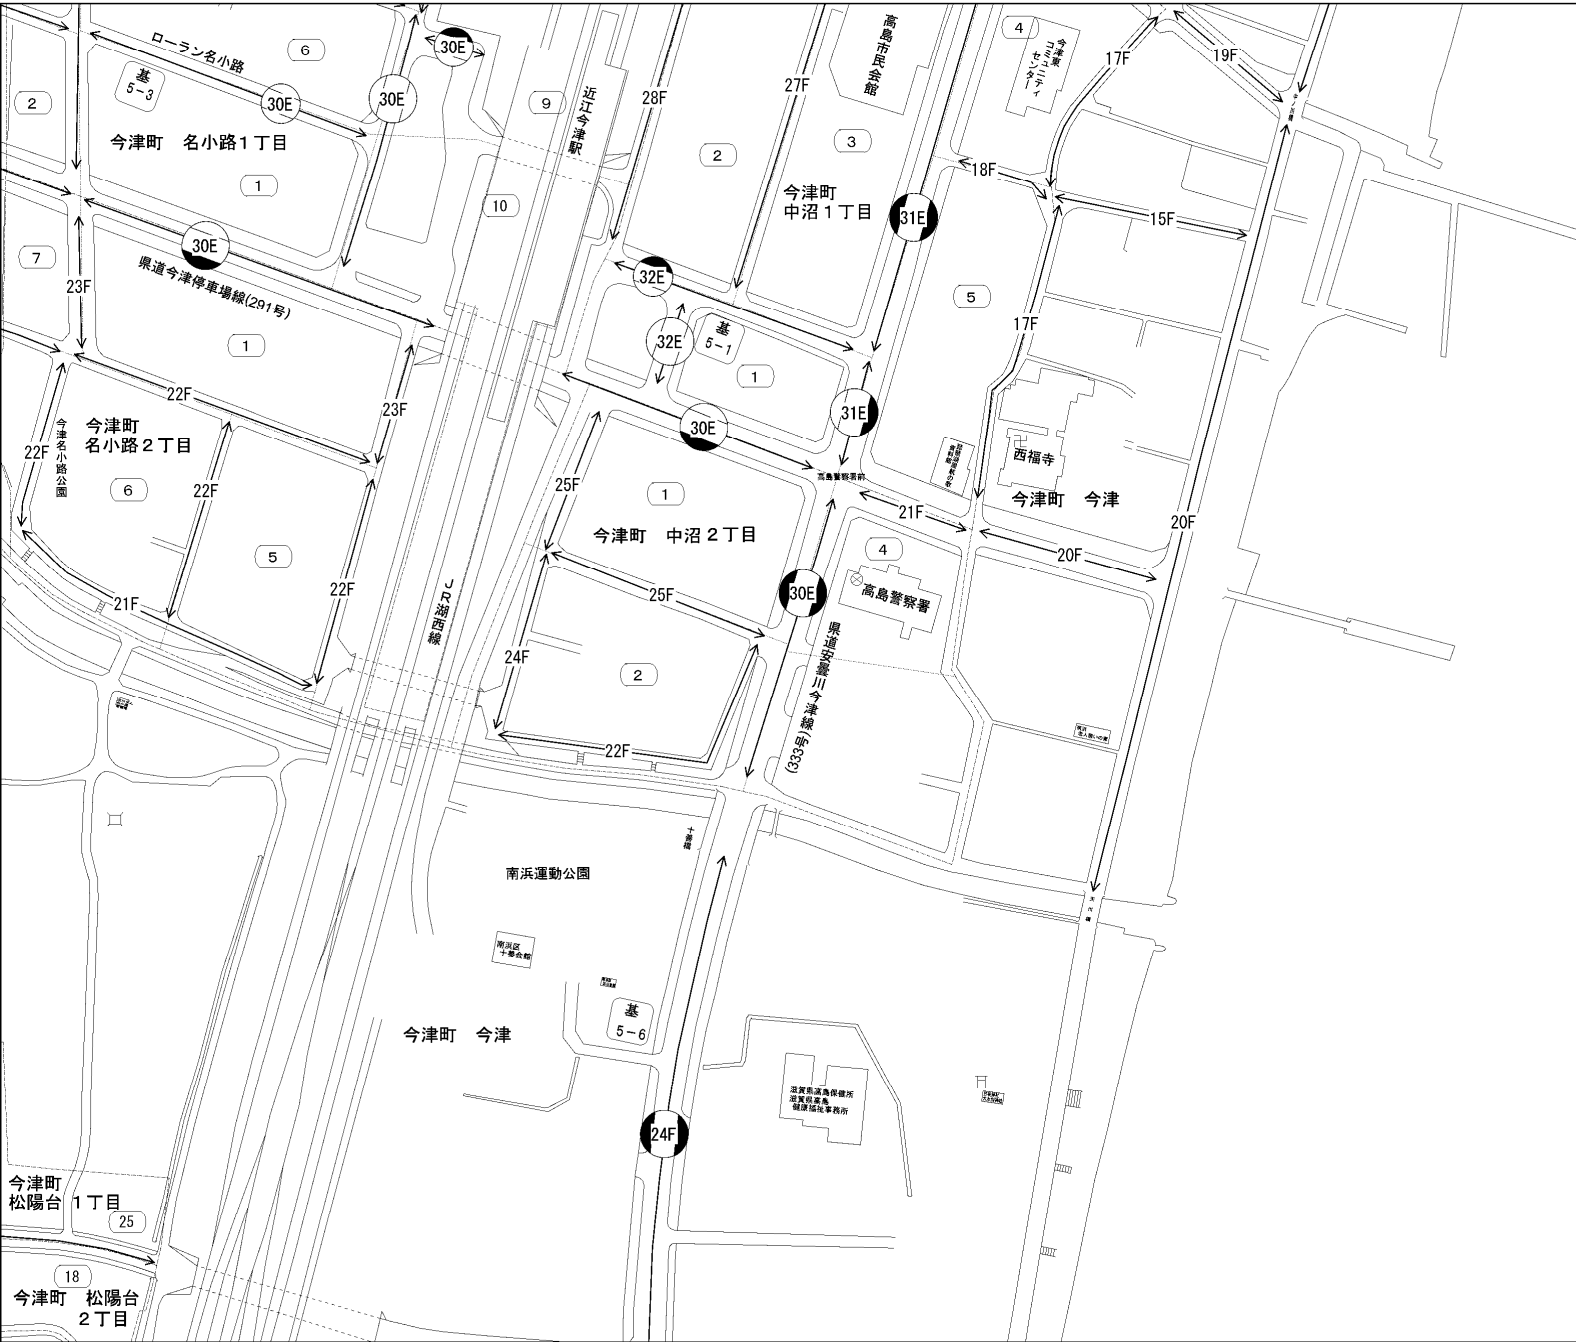 高島市民会館
4
今津東
コミュニティ
センター
17F
19F
6
30E
ローラン名小路
基
5-3
30E
30E
2
9
近江今津駅
28F
27F
今津町 名小路1丁目
3
2
1
18F
今津町
中沼1丁目
10
31E
15F
30E
7
県道今津停車場線(291号)
32E
23F
5
17F
基
5-1
32E
1
1
22F
23F
31E
今津町
名小路2丁目
今津名小路公園
22F
30E
西福寺
高島警察署前
6
22F
25F
1
今津町 今津
21F
20F
今津町 中沼2丁目
4
20F
5
22F
25F
30E
高島警察署
21F
JR湖西線
県道安曇川今津線(333号)
24F
2
22F
十善橋
南浜運動公園
南浜区
十善会館
基
5-6
今津町 今津
滋賀県高島保健所
滋賀県高島
健康福祉事務所
24F
今津町
松陽台 1丁目
25
18
今津町 松陽台
2丁目